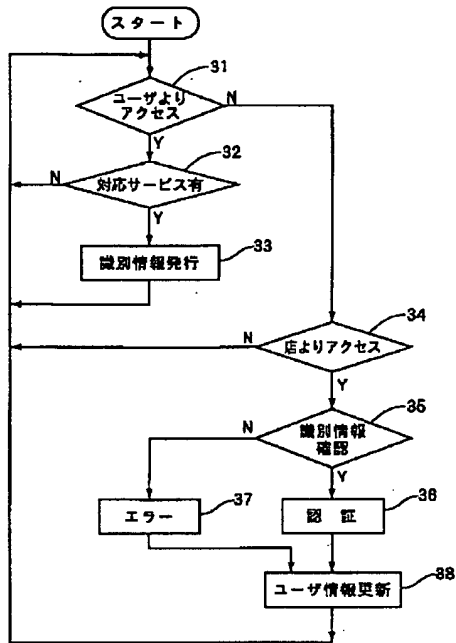 スタート
31
ユーザより
アクセス
N
Y
32
N
対応サービス有
Y
33
識別情報発行
34
N
店よりアクセス
Y
35
N
識別情報
確認
Y
37
36
エラー
認 証
38
ユーザ情報更新